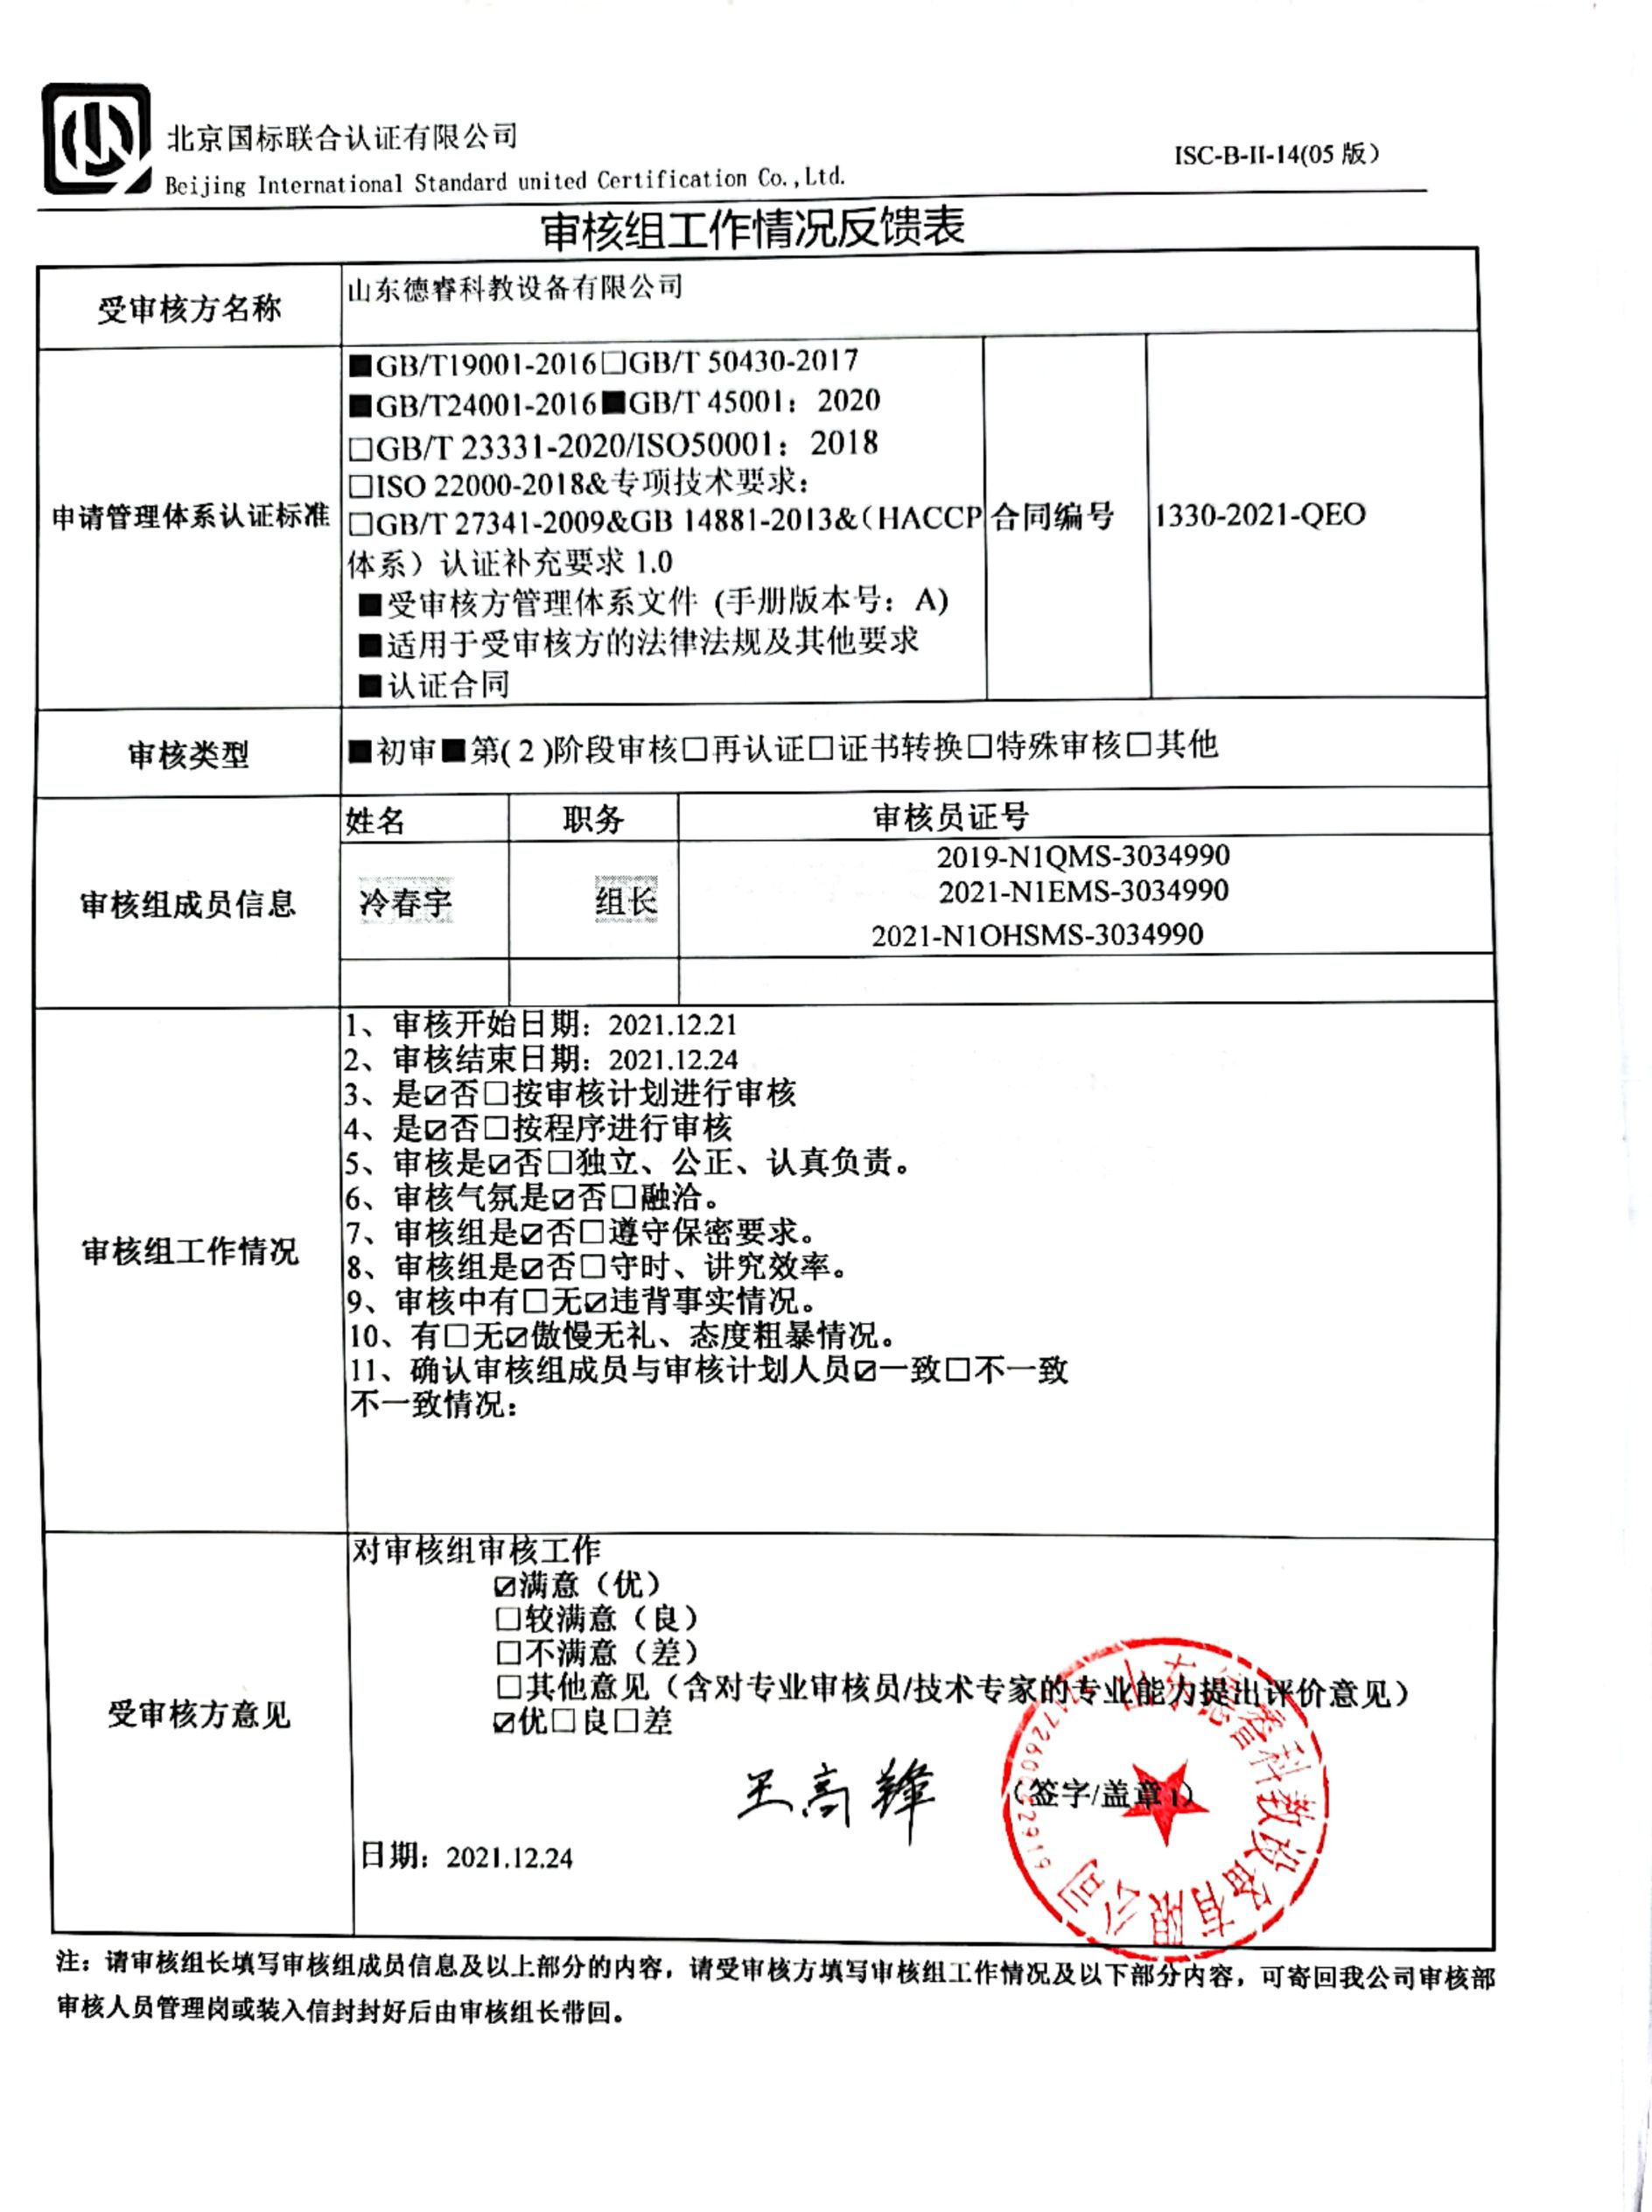 北京国标联合认证有限公司
Beijing International Standard united Certification Co.,Ltd.
ISC-B-II-14(05 版)
审核组工作情况反馈表
受审核方名称
山东德睿科教设备有限公司
申请管理体系认证标准
■GB/T19001-2016□GB/T 50430-2017
■GB/T24001-2016■GB/T 45001：2020
□GB/T 23331-2020/ISO50001：2018
□ISO 22000-2018&专项技术要求：
□GB/T 27341-2009&GB 14881-2013&（HACCP
体系）认证补充要求 1.0
■受审核方管理体系文件 (手册版本号：A)
■适用于受审核方的法律法规及其他要求
■认证合同
合同编号
1330-2021-QEO
审核类型
■初审■第( 2 )阶段审核□再认证□证书转换□特殊审核□其他
审核组成员信息
姓名 职务 审核员证号
冷春宇 组长
2019-N1QMS-3034990
2021-N1EMS-3034990
2021-N1OHSMS-3034990
审核组工作情况
1、审核开始日期：2021.12.21
2、审核结束日期：2021.12.24
3、是☑否□按审核计划进行审核
4、是☑否□按程序进行审核
5、审核是☑否□独立、公正、认真负责。
6、审核气氛是☑否□融洽。
7、审核组是☑否□遵守保密要求。
8、审核组是☑否□守时、讲究效率。
9、审核中有□无☑违背事实情况。
10、有□无☑傲慢无礼、态度粗暴情况。
11、确认审核组成员与审核计划人员☑一致□不一致
不一致情况：
受审核方意见
对审核组审核工作
☑满意（优）
□较满意（良）
□不满意（差）
□其他意见（含对专业审核员/技术专家的专业能力提出评价意见）
☑优□良□差
王高锋
（签字/盖章）
山东德睿科教设备有限公司
日期：2021.12.24
注：请审核组长填写审核组成员信息及以上部分的内容，请受审核方填写审核组工作情况及以下部分内容，可寄回我公司审核部
审核人员管理岗或装入信封封好后由审核组长带回。